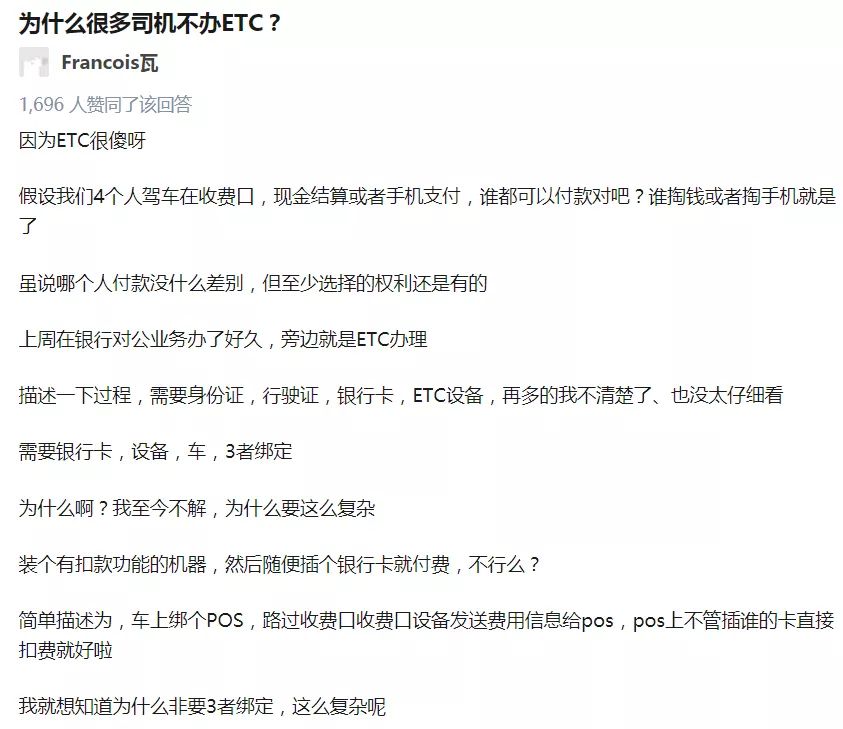 为什么很多司机不办ETC？
Francois瓦
1,696 人赞同了该回答
因为ETC很傻呀
假设我们4个人驾车在收费口，现金结算或者手机支付，谁都可以付款对吧？谁掏钱或者掏手机就是
了
虽说哪个人付款没什么差别，但至少选择的权利还是有的
上周在银行对公业务办了好久，旁边就是ETC办理
描述一下过程，需要身份证，行驶证，银行卡，ETC设备，再多的我不清楚了、也没太仔细看
需要银行卡，设备，车，3者绑定
为什么啊？我至今不解，为什么要这么复杂
装个有扣款功能的机器，然后随便插个银行卡就付费，不行么？
简单描述为，车上绑个POS，路过收费口收费口设备发送费用信息给pos，pos上不管插谁的卡直接
扣费就好啦
我就想知道为什么非要3者绑定，这么复杂呢